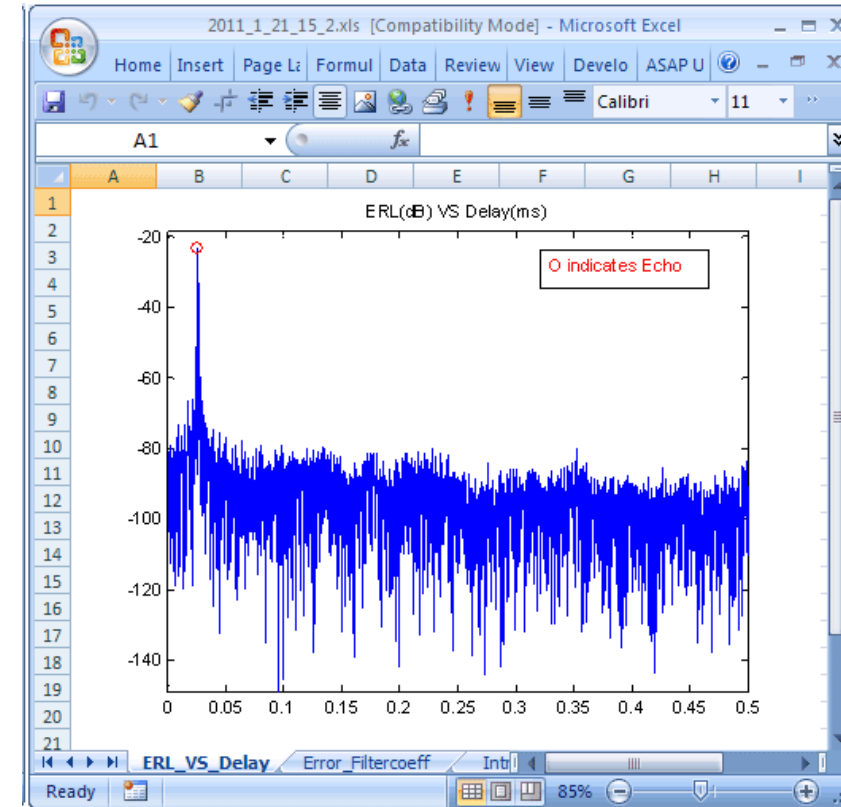 2011_1_21_15_2.xls [Compatibility Mode] - Microsoft Excel
Home Insert Page La Formul Data Review View Develo ASAP U
Calibri 11
A1 fx
A B C D E F G H I
1
2
3
4
5
6
7
8
9
10
11
12
13
14
15
16
17
18
19
20
21
ERL(dB) VS Delay(ms)
O indicates Echo
-20
-40
-60
-80
-100
-120
-140
0 0.05 0.1 0.15 0.2 0.25 0.3 0.35 0.4 0.45 0.5
ERL_VS_Delay Error_Filtercoeff Intr
Ready 85%